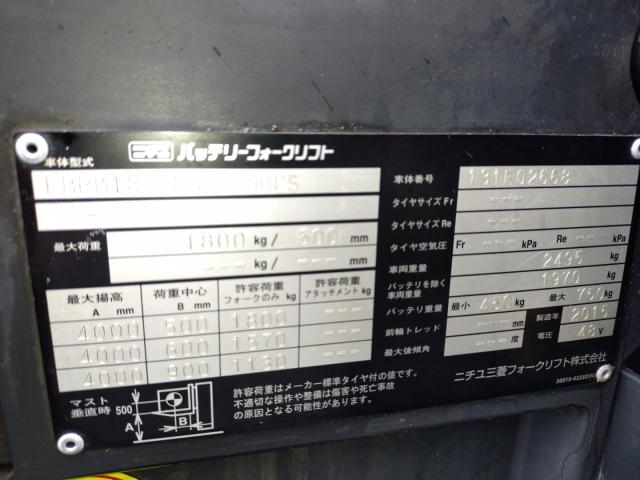 ニチユ バッテリーフォークリフト
車体型式
最大荷重 1800 kg/ 500 mm
--- kg/ --- mm
最大揚高 A mm 荷重中心 B mm 許容荷重 フォークのみ kg 許容荷重 アタッチメント kg
4000 500 1800 ---
4000 600 1570 ---
4000 900 1130 ---
マスト垂直時 500 A B
許容荷重はメーカー標準タイヤ付の値です。
不適切な操作や整備は傷害や死亡事故
の原因となる可能性があります。
車体番号 131E02668
タイヤサイズ Fr ---
タイヤサイズ Re ---
タイヤ空気圧 Fr --- kPa Re --- kPa
車両重量 2495 kg
バッテリを除く車両重量 1970 kg
バッテリ重量 最小 450 kg 最大 750 kg
前輪トレッド --- mm 製造年 2015
最大後傾角 --- 度 電圧 48 V
ニチユ三菱フォークリフト株式会社